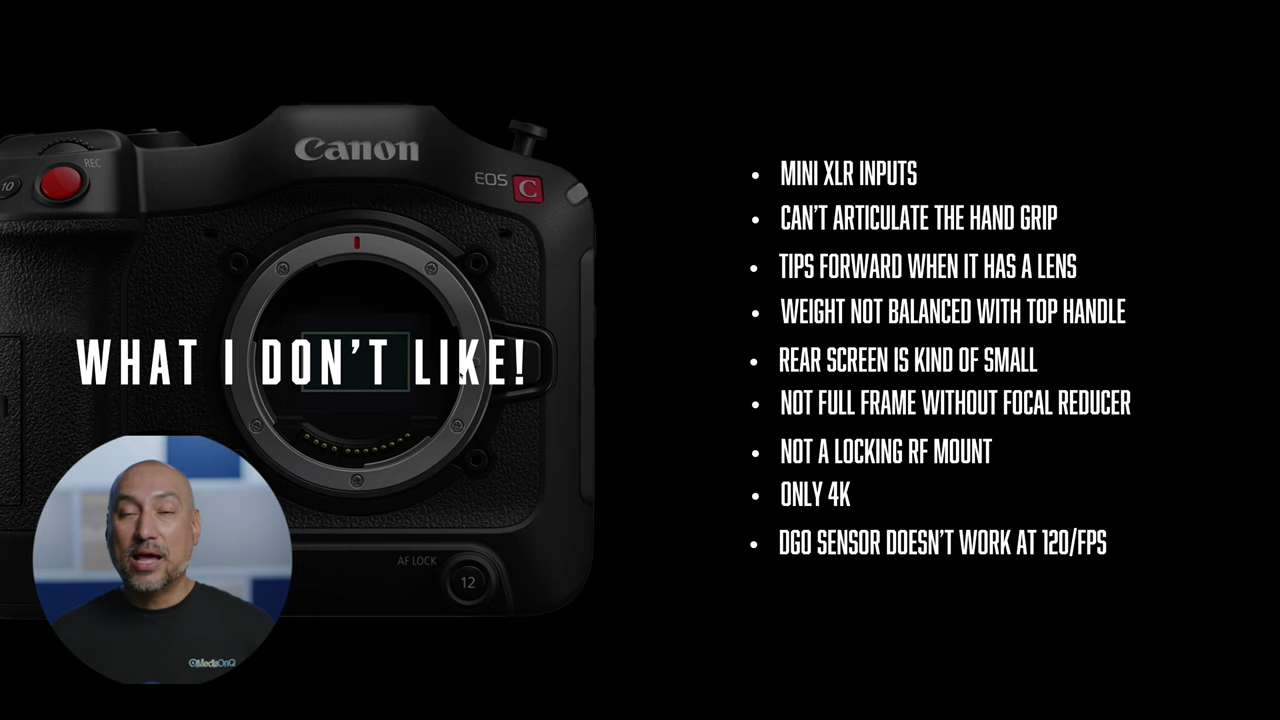 Canon
EOS C
REC
10
WHAT I DON'T LIKE!
AF LOCK
12
MediaOnQ
• MINI XLR INPUTS
• CAN'T ARTICULATE THE HAND GRIP
• TIPS FORWARD WHEN IT HAS A LENS
• WEIGHT NOT BALANCED WITH TOP HANDLE
• REAR SCREEN IS KIND OF SMALL
• NOT FULL FRAME WITHOUT FOCAL REDUCER
• NOT A LOCKING RF MOUNT
• ONLY 4K
• DGO SENSOR DOESN'T WORK AT 120/FPS